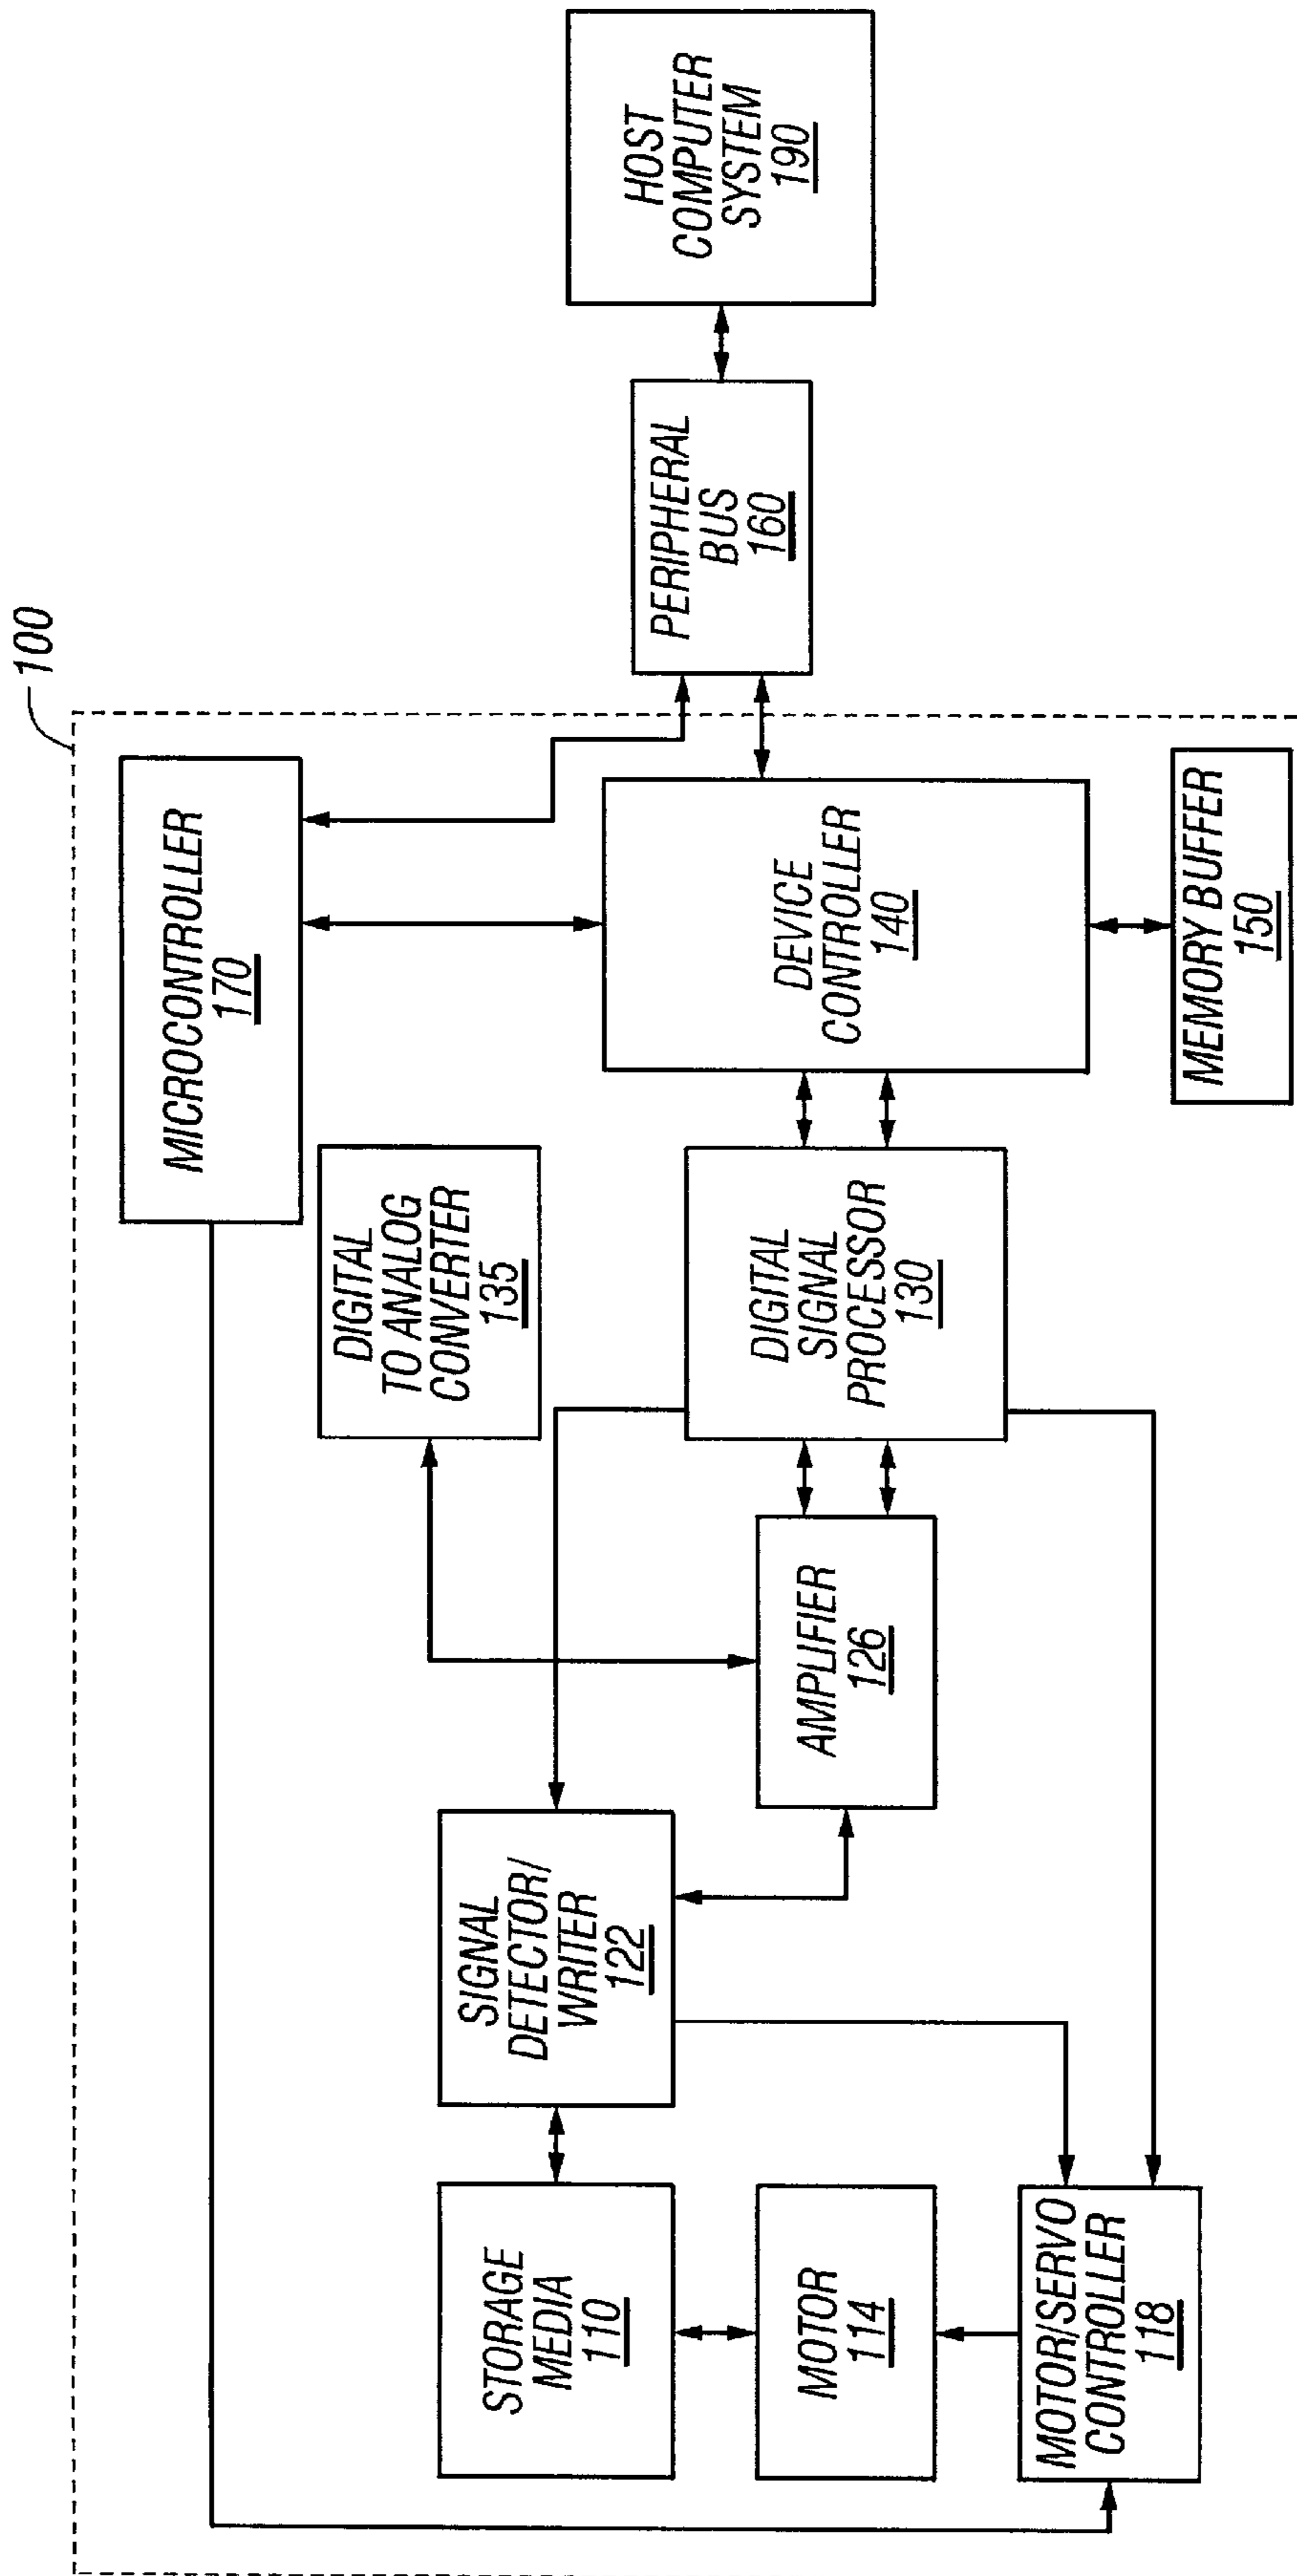 100
MICROCONTROLLER
170
DIGITAL
TO ANALOG
CONVERTER
135
SIGNAL
DETECTOR/
WRITER
122
STORAGE
MEDIA
110
MOTOR
114
MOTOR/SERVO
CONTROLLER
118
AMPLIFIER
126
DIGITAL
SIGNAL
PROCESSOR
130
DEVICE
CONTROLLER
140
MEMORY BUFFER
150
PERIPHERAL
BUS
160
HOST
COMPUTER
SYSTEM
190